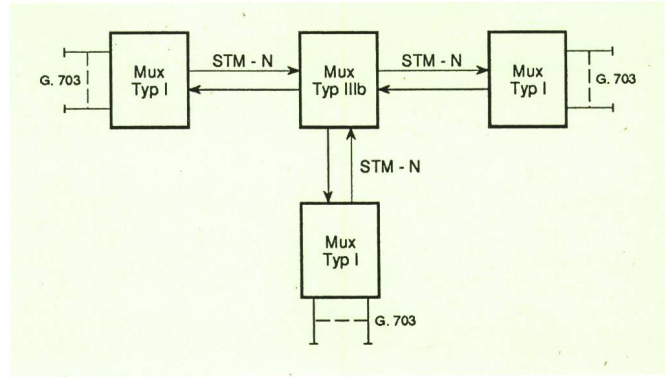 G. 703
Mux
Typ I
STM - N
Mux
Typ IIIb
STM - N
Mux
Typ I
G. 703
STM - N
Mux
Typ I
G. 703